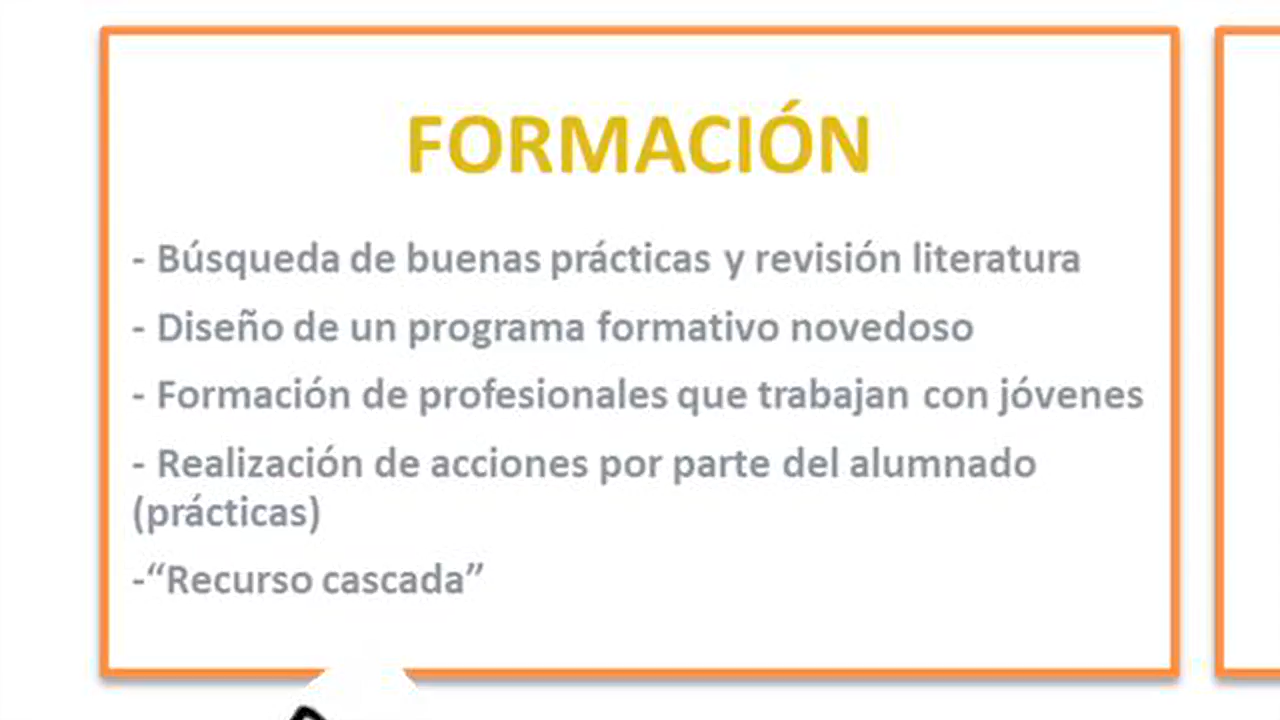 FORMACIÓN
- Búsqueda de buenas prácticas y revisión literatura
- Diseño de un programa formativo novedoso
- Formación de profesionales que trabajan con jóvenes
- Realización de acciones por parte del alumnado
(prácticas)
-“Recurso cascada”